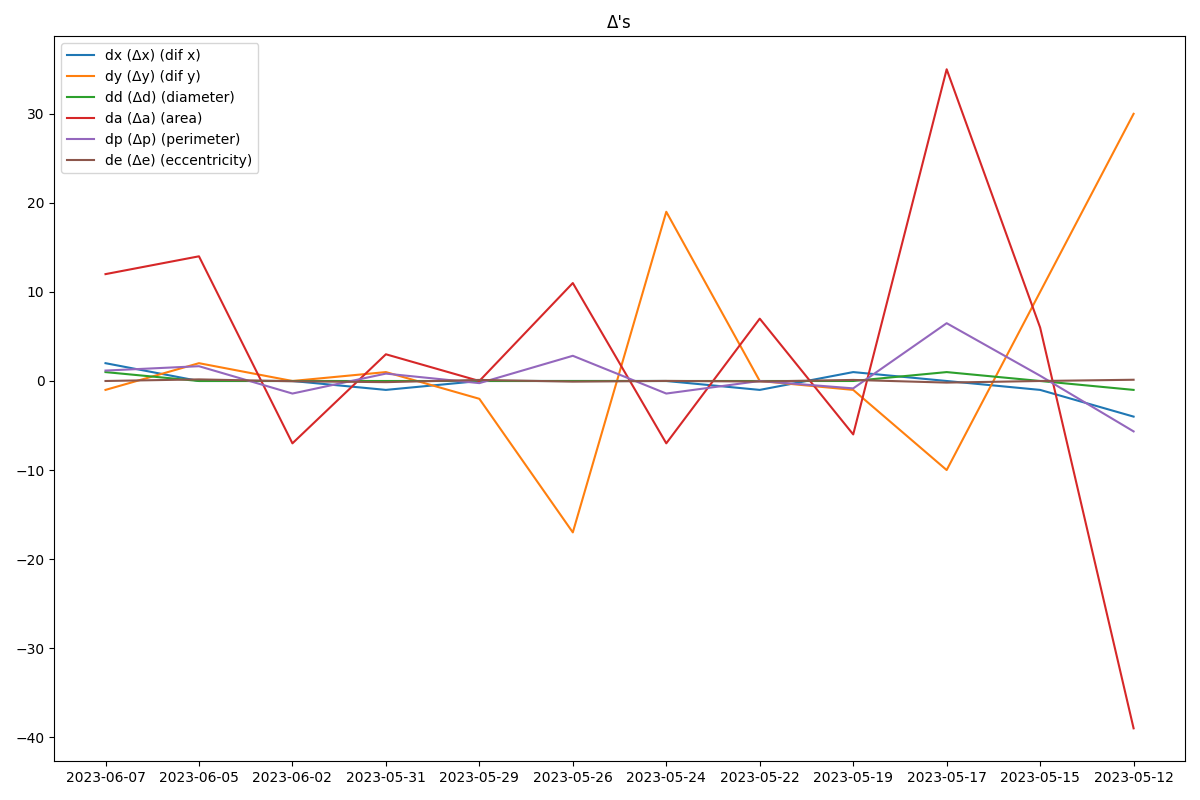 Δ's
dx (Δx) (dif x)
dy (Δy) (dif y)
dd (Δd) (diameter)
da (Δa) (area)
dp (Δp) (perimeter)
de (Δe) (eccentricity)
30
20
10
0
−10
−20
−30
−40
2023-06-07 2023-06-05 2023-06-02 2023-05-31 2023-05-29 2023-05-26 2023-05-24 2023-05-22 2023-05-19 2023-05-17 2023-05-15 2023-05-12